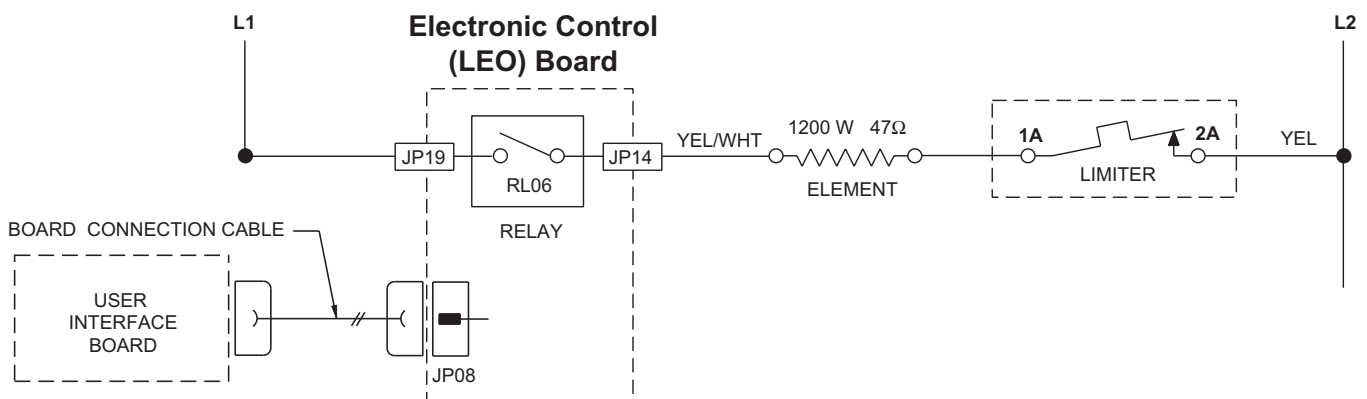 L1
Electronic Control
(LEO) Board
L2
JP19
RL06
RELAY
JP14
YEL/WHT
1200 W 47Ω
ELEMENT
1A
2A
LIMITER
YEL
BOARD CONNECTION CABLE
USER
INTERFACE
BOARD
JP08